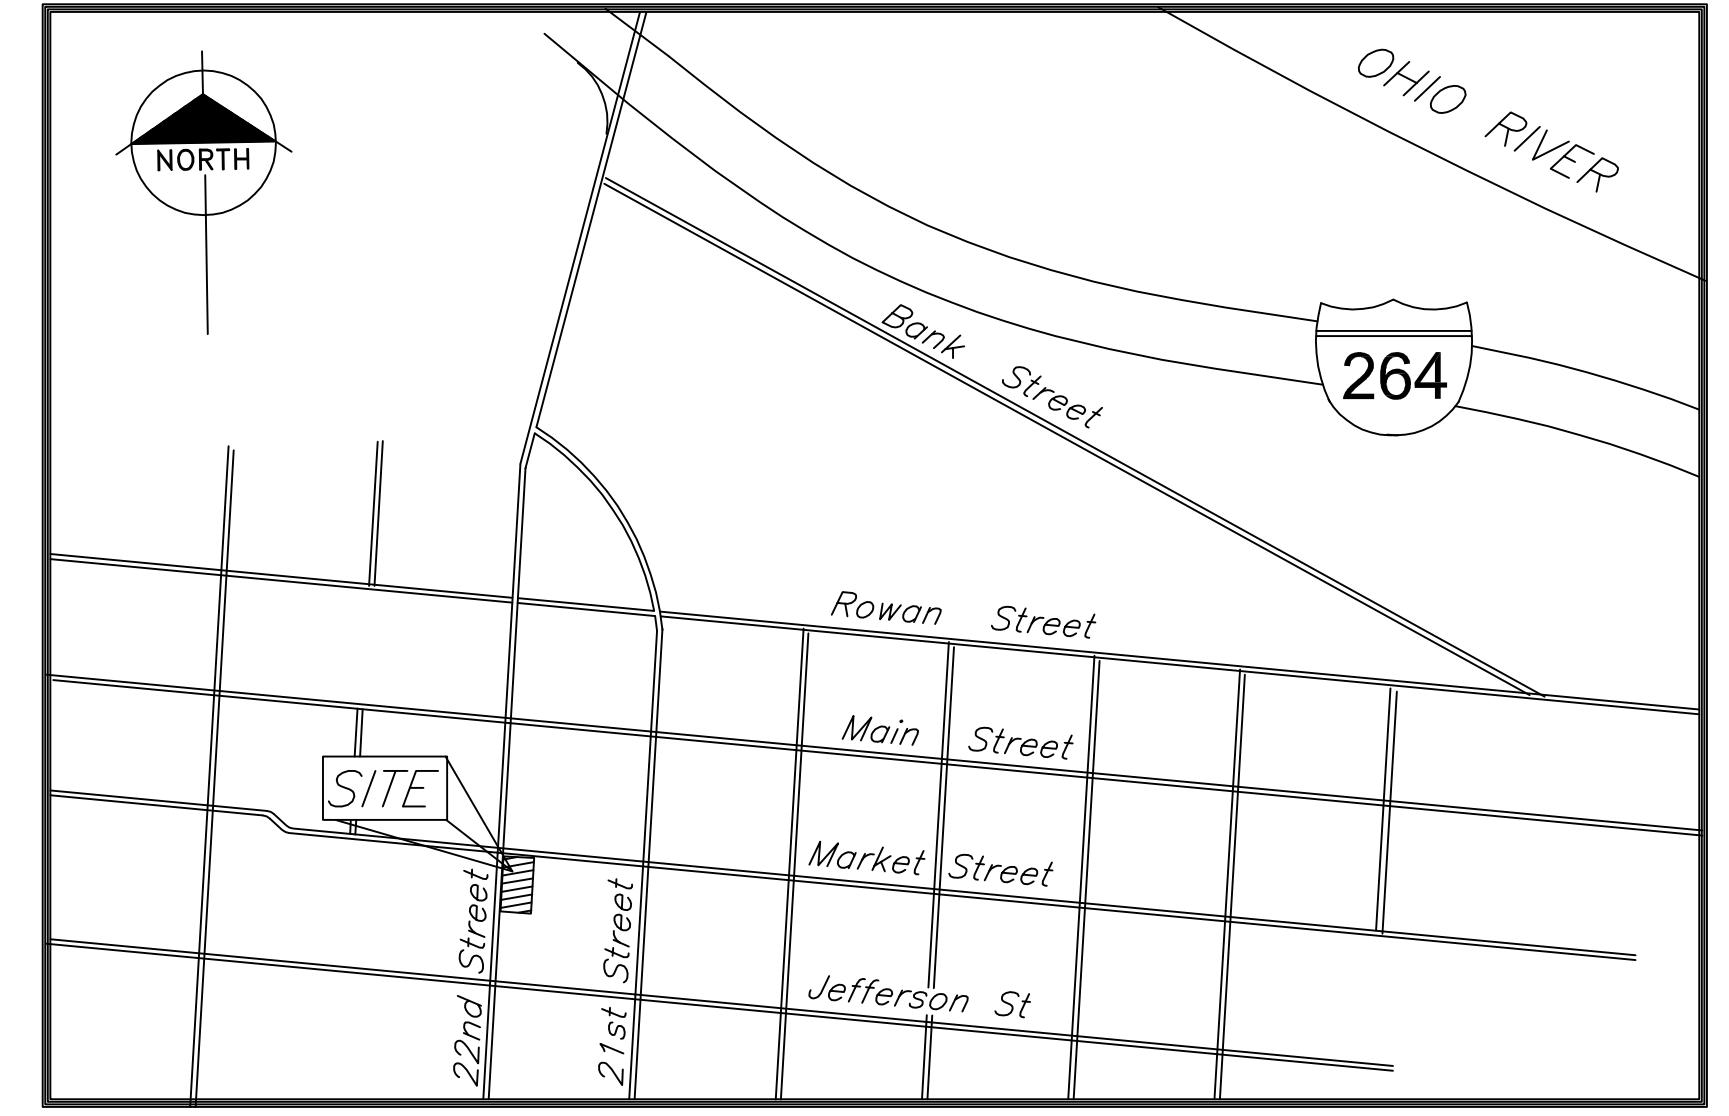 OHIO RIVER
NORTH
Bank Street
264
Rowan Street
Main Street
SITE
Market Street
22nd Street
21st Street
Jefferson St